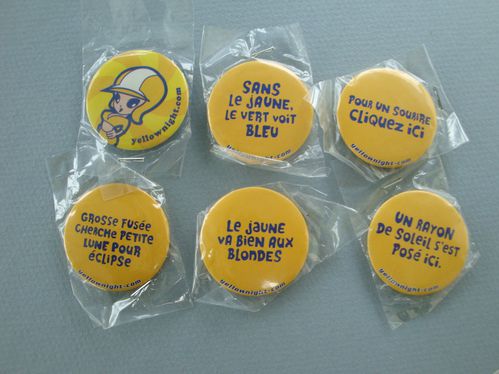 yellownight.com
SANS
LE JAUNE,
LE VERT VOIT
BLEU
yellownight.com
POUR UN SOURIRE
CLIQUEZ ICI
yellownight.com
GROSSE FUSÉE
CHERCHE PETITE
LUNE POUR
ÉCLIPSE
yellownight.com
Le jaune
VA BIEN AUX
BLONDES
yellownight.com
UN RAYON
DE SOLEIL S'EST
POSÉ ICI.
yellownight.com